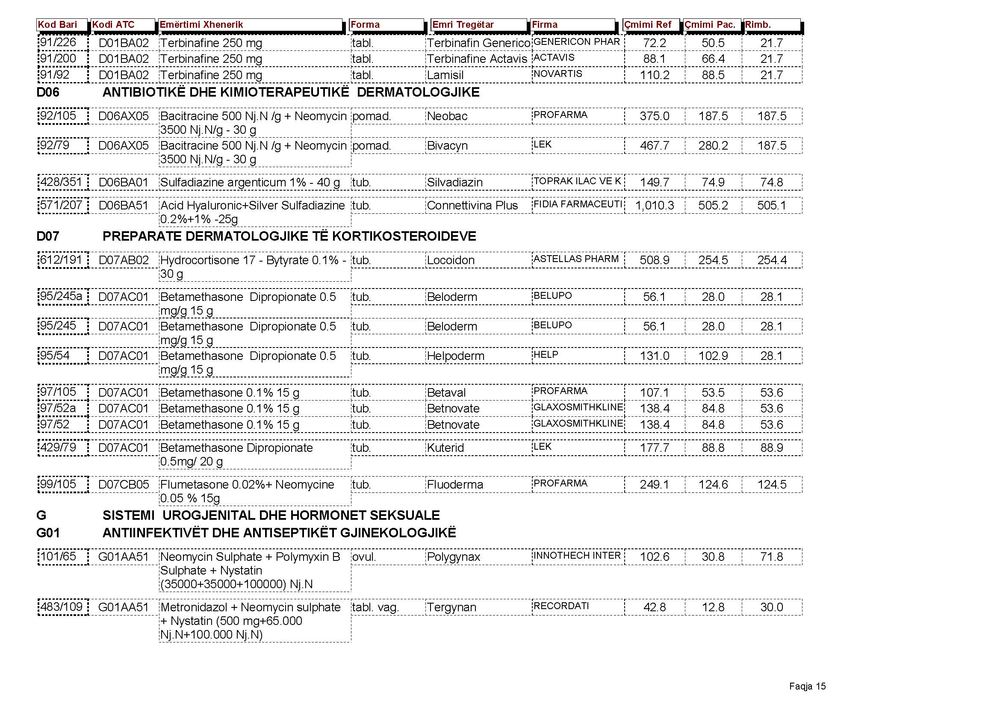 Kod Bari Kodi ATC Emërtimi Xhenerik Forma Emri Tregëtar Firma Çmimi Ref Çmimi Pac. Rimb.
91/226 D01BA02 Terbinafine 250 mg tabl. Terbinafin Generico GENERICON PHAR 72.2 50.5 21.7
91/200 D01BA02 Terbinafine 250 mg tabl. Terbinafine Actavis ACTAVIS 88.1 66.4 21.7
91/92 D01BA02 Terbinafine 250 mg tabl. Lamisil NOVARTIS 110.2 88.5 21.7
D06 ANTIBIOTIKË DHE KIMIOTERAPEUTIKË DERMATOLOGJIKE
92/105 D06AX05 Bacitracine 500 Nj.N /g + Neomycin pomad. Neobac PROFARMA 375.0 187.5 187.5
3500 Nj.N/g - 30 g
92/79 D06AX05 Bacitracine 500 Nj.N /g + Neomycin pomad. Bivacyn LEK 467.7 280.2 187.5
3500 Nj.N/g - 30 g
428/351 D06BA01 Sulfadiazine argenticum 1% - 40 g tub. Silvadiazin TOPRAK ILAC VE K 149.7 74.9 74.8
571/207 D06BA51 Acid Hyaluronic+Silver Sulfadiazine tub. Connettivina Plus FIDIA FARMACEUTI 1,010.3 505.2 505.1
0.2%+1% -25g
D07 PREPARATE DERMATOLOGJIKE TË KORTIKOSTEROIDEVE
612/191 D07AB02 Hydrocortisone 17 - Bytyrate 0.1% - tub. Locoidon ASTELLAS PHARM 508.9 254.5 254.4
30 g
95/245a D07AC01 Betamethasone Dipropionate 0.5 tub. Beloderm BELUPO 56.1 28.0 28.1
mg/g 15 g
95/245 D07AC01 Betamethasone Dipropionate 0.5 tub. Beloderm BELUPO 56.1 28.0 28.1
mg/g 15 g
95/54 D07AC01 Betamethasone Dipropionate 0.5 tub. Helpoderm HELP 131.0 102.9 28.1
mg/g 15 g
97/105 D07AC01 Betamethasone 0.1% 15 g tub. Betaval PROFARMA 107.1 53.5 53.6
97/52a D07AC01 Betamethasone 0.1% 15 g tub. Betnovate GLAXOSMITHKLINE 138.4 84.8 53.6
97/52 D07AC01 Betamethasone 0.1% 15 g tub. Betnovate GLAXOSMITHKLINE 138.4 84.8 53.6
429/79 D07AC01 Betamethasone Dipropionate tub. Kuterid LEK 177.7 88.8 88.9
0.5mg/ 20 g
99/105 D07CB05 Flumetasone 0.02%+ Neomycine tub. Fluoderma PROFARMA 249.1 124.6 124.5
0.05 % 15g
G SISTEMI UROGJENITAL DHE HORMONET SEKSUALE
G01 ANTIINFEKTIVËT DHE ANTISEPTIKËT GJINEKOLOGJIKË
101/65 G01AA51 Neomycin Sulphate + Polymyxin B ovul. Polygynax INNOTHECH INTER 102.6 30.8 71.8
Sulphate + Nystatin
(35000+35000+100000) Nj.N
483/109 G01AA51 Metronidazol + Neomycin sulphate tabl. vag. Tergynan RECORDATI 42.8 12.8 30.0
+ Nystatin (500 mg+65.000
Nj.N+100.000 Nj.N)
Faqja 15